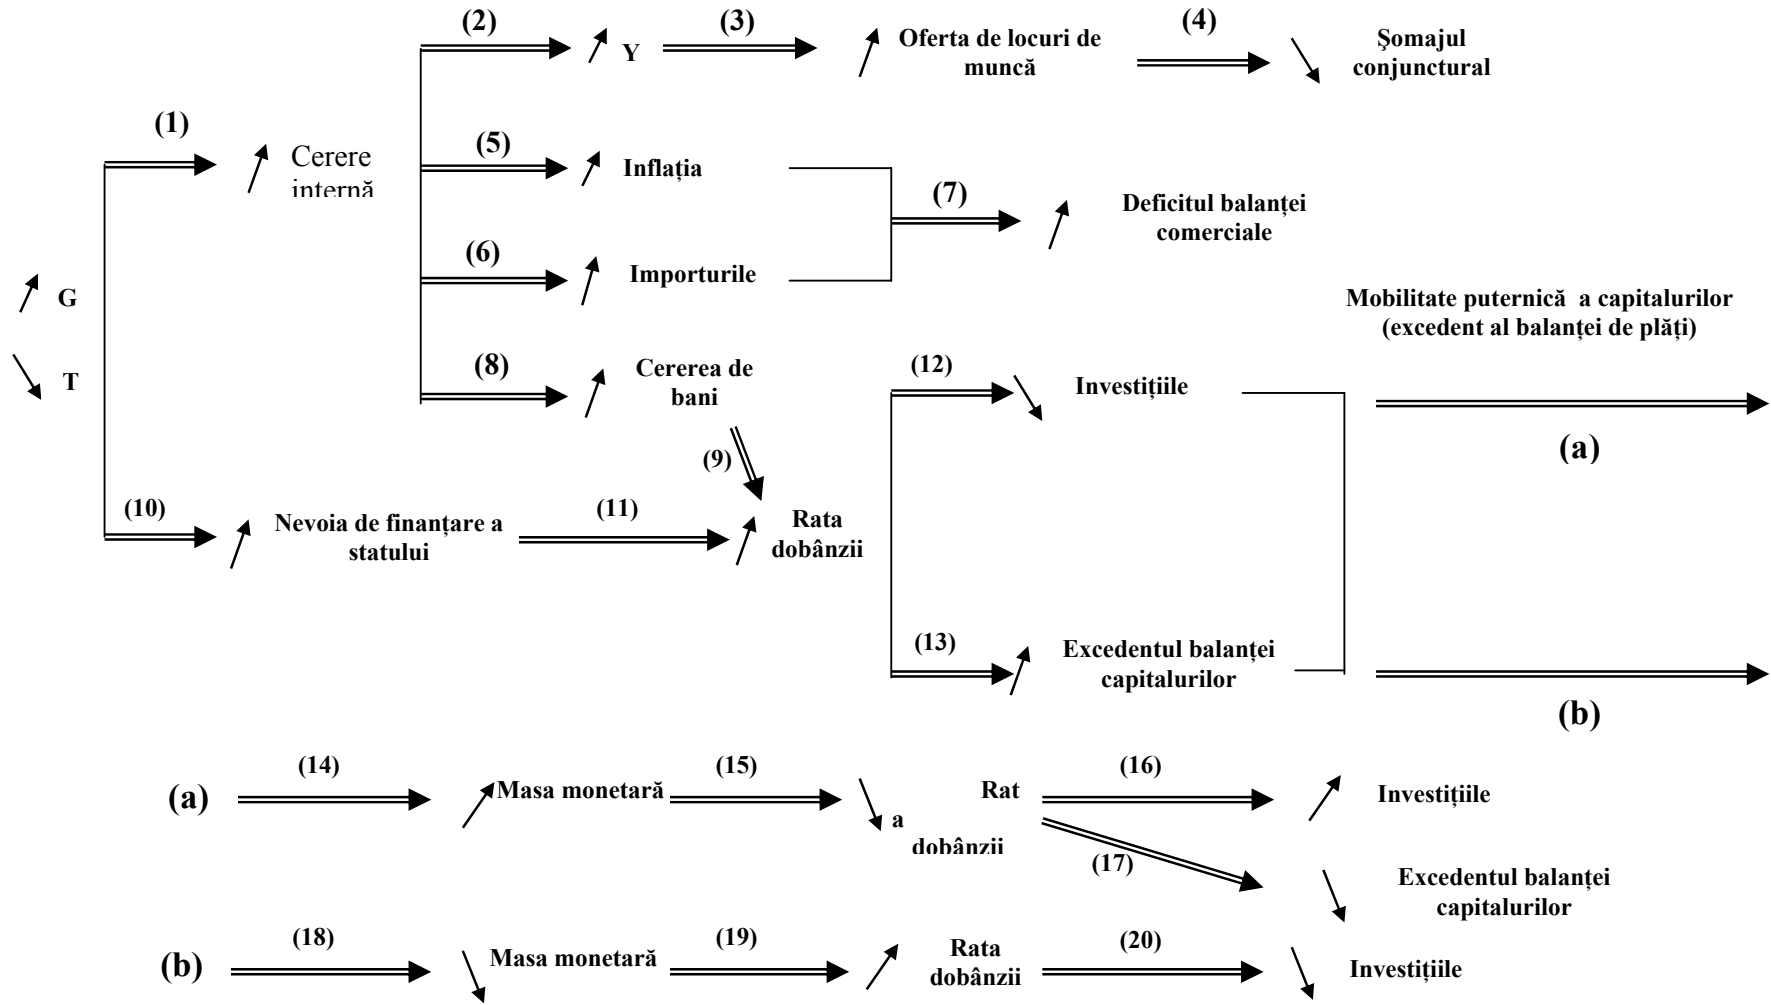 (2)
(3)
(4)
Y
Oferta de locuri de
muncă
Şomajul
conjunctural
(1)
Cerere
internă
(5)
Inflația
(7)
Deficitul balanței
comerciale
(6)
Importurile
G
T
Mobilitate puternică a capitalurilor
(excedent al balanței de plăți)
(8)
Cererea de
bani
(9)
(12)
Investițiile
(a)
(10)
Nevoia de finanțare a
statului
(11)
Rata
dobânzii
(13)
Excedentul balanței
capitalurilor
(b)
(a)
(14)
Masa monetară
(15)
Rat
a
dobânzii
(16)
Investițiile
(17)
Excedentul balanței
capitalurilor
(b)
(18)
Masa monetară
(19)
Rata
dobânzii
(20)
Investițiile